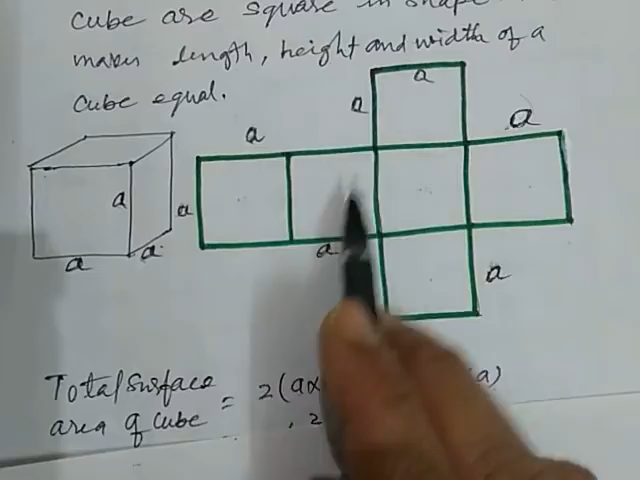 cube are square in shape
makes length, height and width of a
cube equal.
a
a
a
a
a
a
a
a
a
a
Total surface = 2(a× a)
area of cube , 2